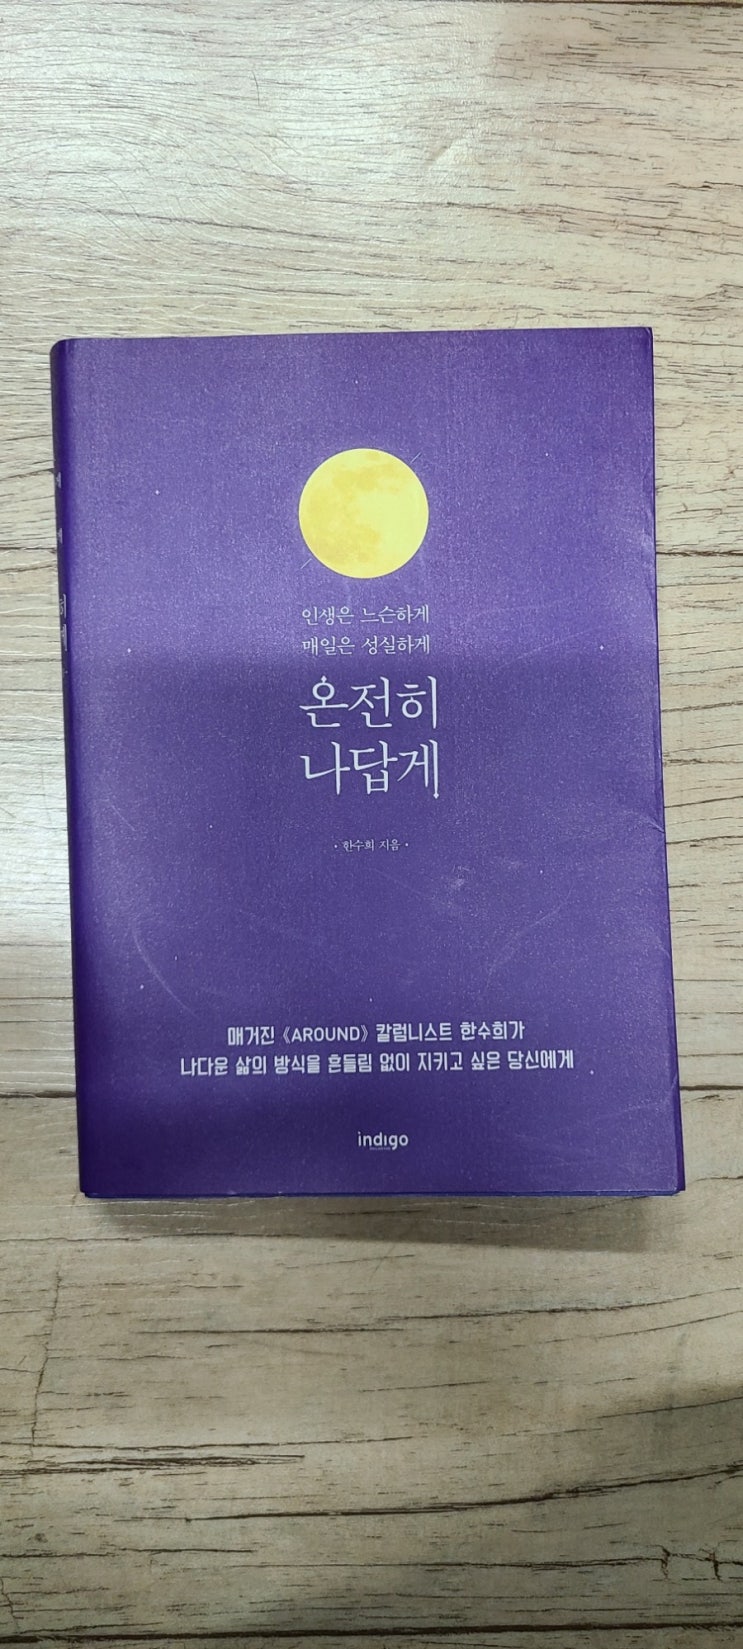 인생은 느슨하게
매일은 성실하게
온전히
나답게
• 한수희 지음 •
매거진 《AROUND》 칼럼니스트 한수희가
나다운 삶의 방식을 흔들림 없이 지키고 싶은 당신에게
indigo